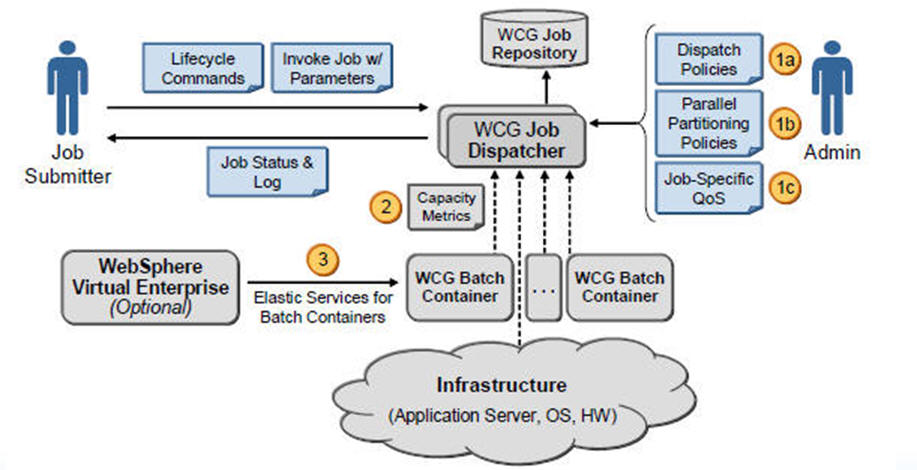 Lifecycle
Commands
Invoke Job w/
Parameters
WCG Job
Repository
Dispatch
Policies
1a
Parallel
Partitioning
Policies
1b
Job-Specific
QoS
1c
Admin
Job
Submitter
WCG Job
Dispatcher
Job Status &
Log
2
Capacity
Metrics
WebSphere
Virtual Enterprise
(Optional)
3
Elastic Services for
Batch Containers
WCG Batch
Container
...
WCG Batch
Container
Infrastructure
(Application Server, OS, HW)